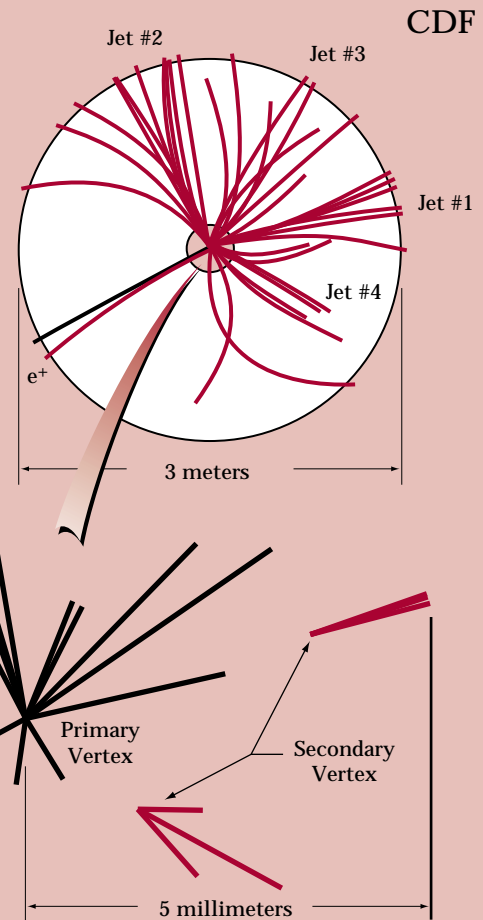 CDF
Jet #2
Jet #3
Jet #1
Jet #4
e⁺
3 meters
Primary
Vertex
Secondary
Vertex
5 millimeters